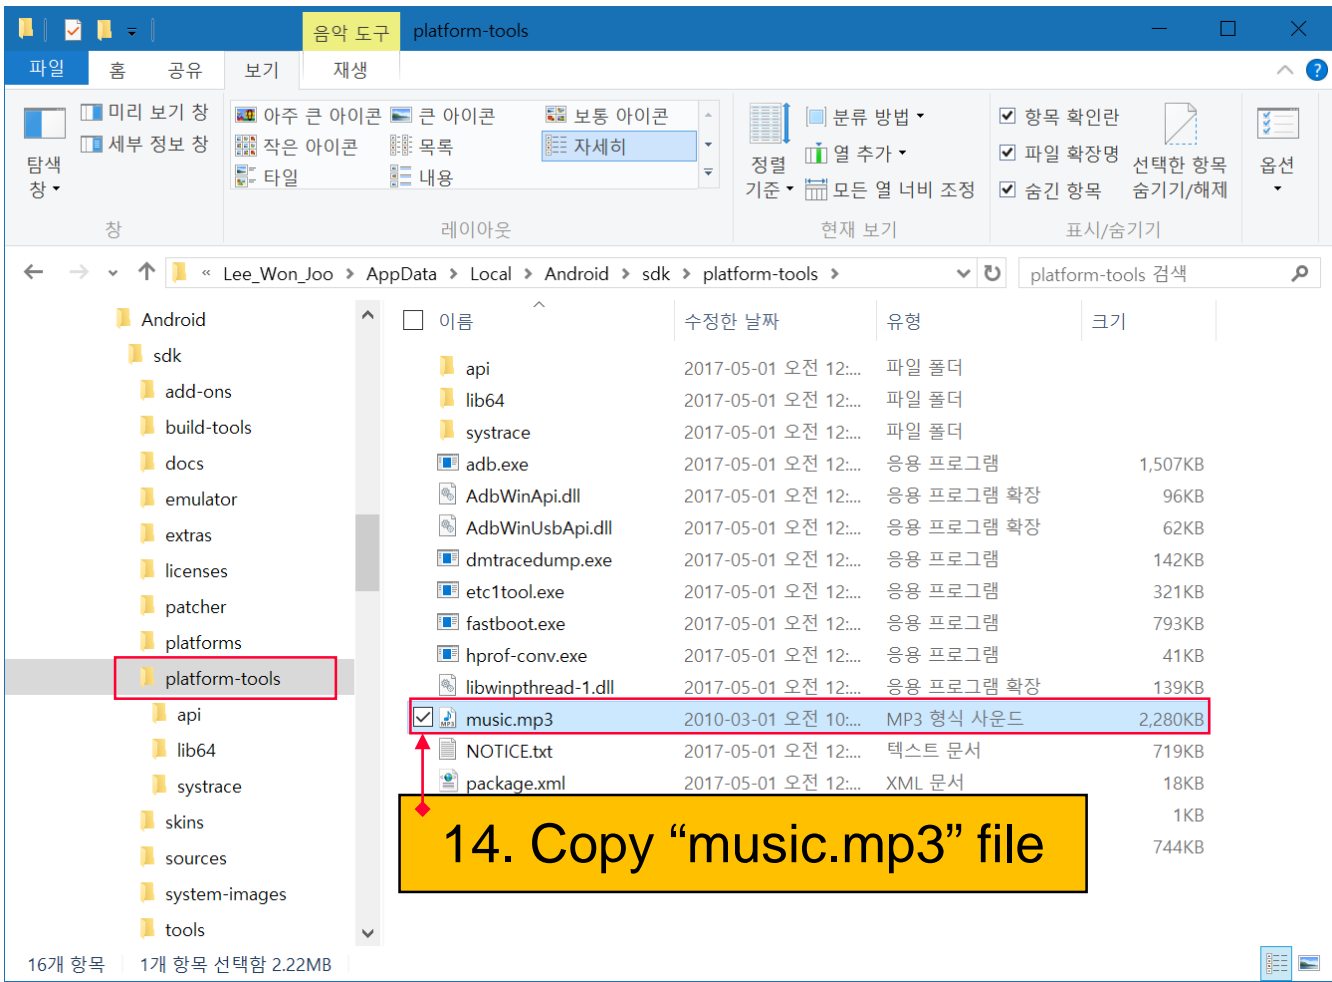 음악 도구 platform-tools
파일 홈 공유 보기 재생
미리 보기 창
세부 정보 창
탐색
창
창
아주 큰 아이콘 큰 아이콘 보통 아이콘
작은 아이콘 목록 자세히
타일 내용
레이아웃
정렬
기준
분류 방법
열 추가
모든 열 너비 조정
현재 보기
항목 확인란
파일 확장명
숨긴 항목
선택한 항목
숨기기/해제
표시/숨기기
옵션
« Lee_Won_Joo > AppData > Local > Android > sdk > platform-tools >
platform-tools 검색
Android
sdk
add-ons
build-tools
docs
emulator
extras
licenses
patcher
platforms
platform-tools
api
lib64
systrace
skins
sources
system-images
tools
이름 수정한 날짜 유형 크기
api 2017-05-01 오전 12:... 파일 폴더
lib64 2017-05-01 오전 12:... 파일 폴더
systrace 2017-05-01 오전 12:... 파일 폴더
adb.exe 2017-05-01 오전 12:... 응용 프로그램 1,507KB
AdbWinApi.dll 2017-05-01 오전 12:... 응용 프로그램 확장 96KB
AdbWinUsbApi.dll 2017-05-01 오전 12:... 응용 프로그램 확장 62KB
dmtracedump.exe 2017-05-01 오전 12:... 응용 프로그램 142KB
etc1tool.exe 2017-05-01 오전 12:... 응용 프로그램 321KB
fastboot.exe 2017-05-01 오전 12:... 응용 프로그램 793KB
hprof-conv.exe 2017-05-01 오전 12:... 응용 프로그램 41KB
libwinpthread-1.dll 2017-05-01 오전 12:... 응용 프로그램 확장 139KB
music.mp3 2010-03-01 오전 10:... MP3 형식 사운드 2,280KB
NOTICE.txt 2017-05-01 오전 12:... 텍스트 문서 719KB
package.xml 2017-05-01 오전 12:... XML 문서 18KB
1KB
744KB
14. Copy “music.mp3” file
16개 항목 1개 항목 선택함 2.22MB